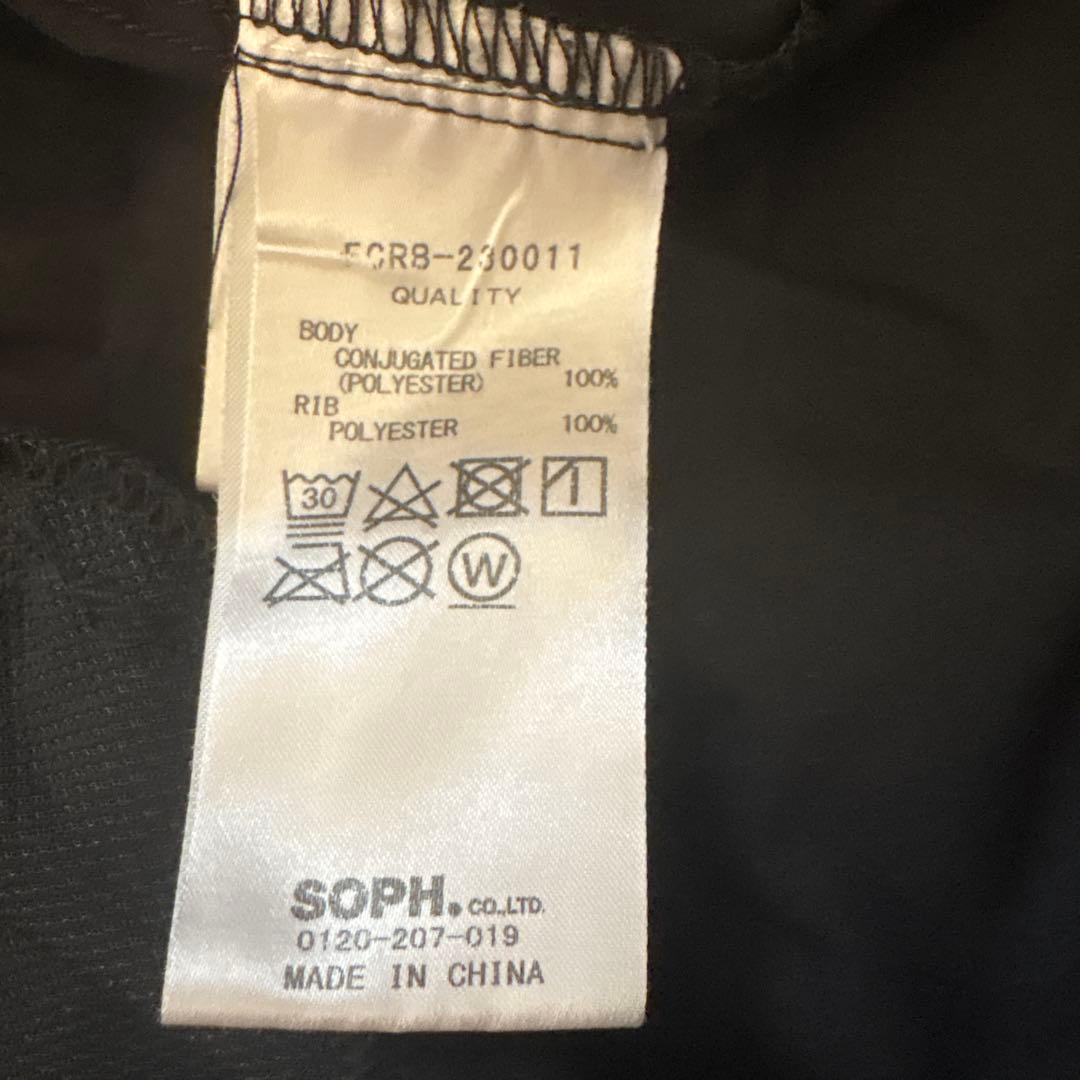 FCRB-230011
QUALITY
BODY
CONJUGATED FIBER
(POLYESTER) 100%
RIB
POLYESTER 100%
30
W
SOPH. CO.,LTD.
0120-207-019
MADE IN CHINA